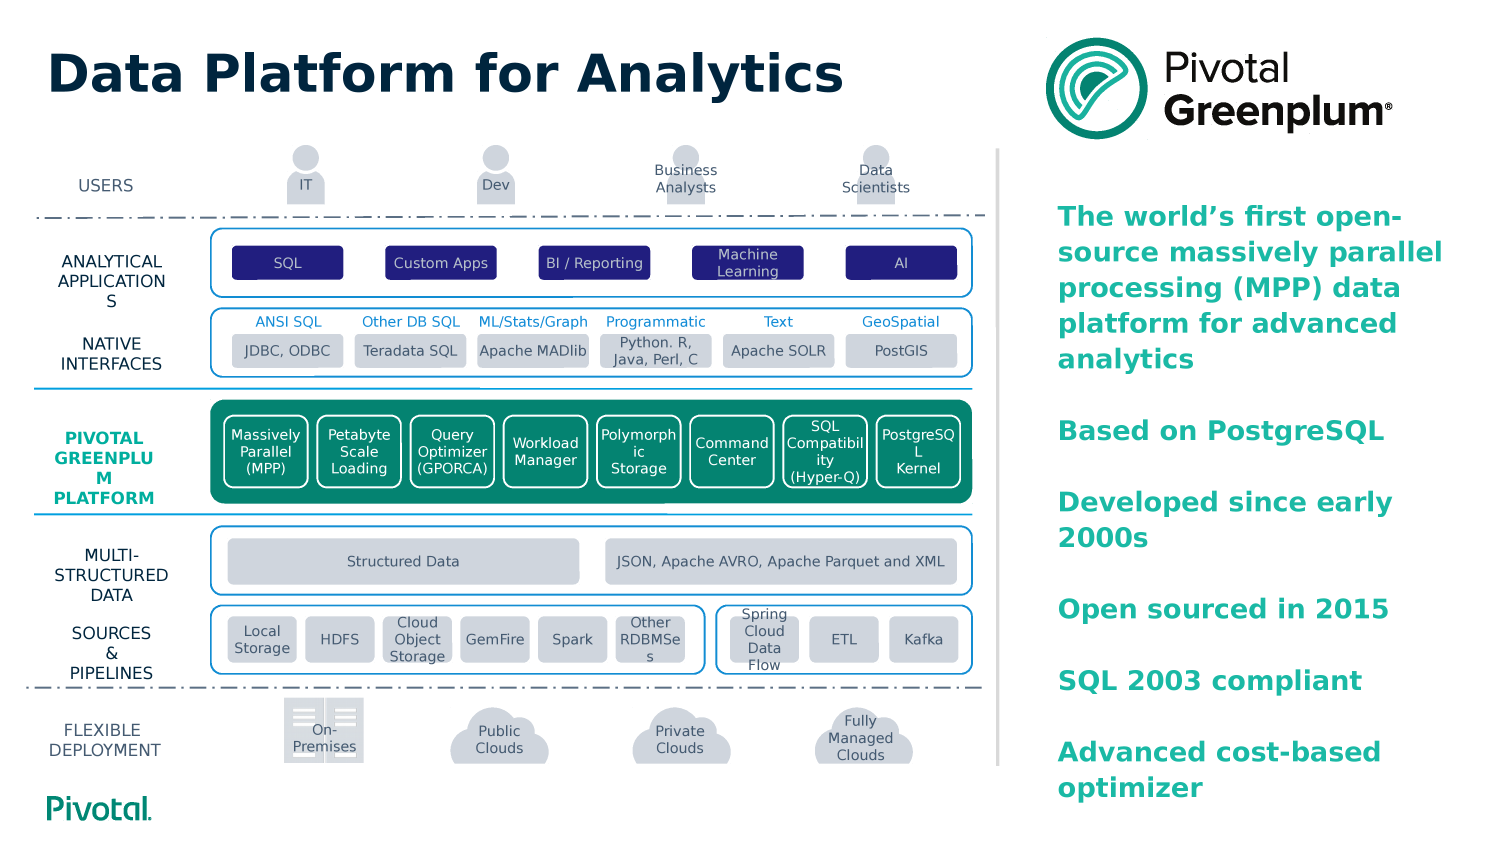 Data Platform for Analytics
Pivotal
Greenplum®
USERS
IT
Dev
Business
Analysts
Data
Scientists
ANALYTICAL
APPLICATION
S
SQL
Custom Apps
BI / Reporting
Machine
Learning
AI
NATIVE
INTERFACES
ANSI SQL
Other DB SQL
ML/Stats/Graph
Programmatic
Text
GeoSpatial
JDBC, ODBC
Teradata SQL
Apache MADlib
Python. R,
Java, Perl, C
Apache SOLR
PostGIS
PIVOTAL
GREENPLU
M
PLATFORM
Massively
Parallel
(MPP)
Petabyte
Scale
Loading
Query
Optimizer
(GPORCA)
Workload
Manager
Polymorph
ic
Storage
Command
Center
SQL
Compatibil
ity
(Hyper-Q)
PostgreSQ
L
Kernel
MULTI-
STRUCTURED
DATA
Structured Data
JSON, Apache AVRO, Apache Parquet and XML
SOURCES
&
PIPELINES
Local
Storage
HDFS
Cloud
Object
Storage
GemFire
Spark
Other
RDBMSe
s
Spring
Cloud
Data
Flow
ETL
Kafka
FLEXIBLE
DEPLOYMENT
On-
Premises
Public
Clouds
Private
Clouds
Fully
Managed
Clouds
The world’s first open-
source massively parallel
processing (MPP) data
platform for advanced
analytics
Based on PostgreSQL
Developed since early
2000s
Open sourced in 2015
SQL 2003 compliant
Advanced cost-based
optimizer
Pivotal.